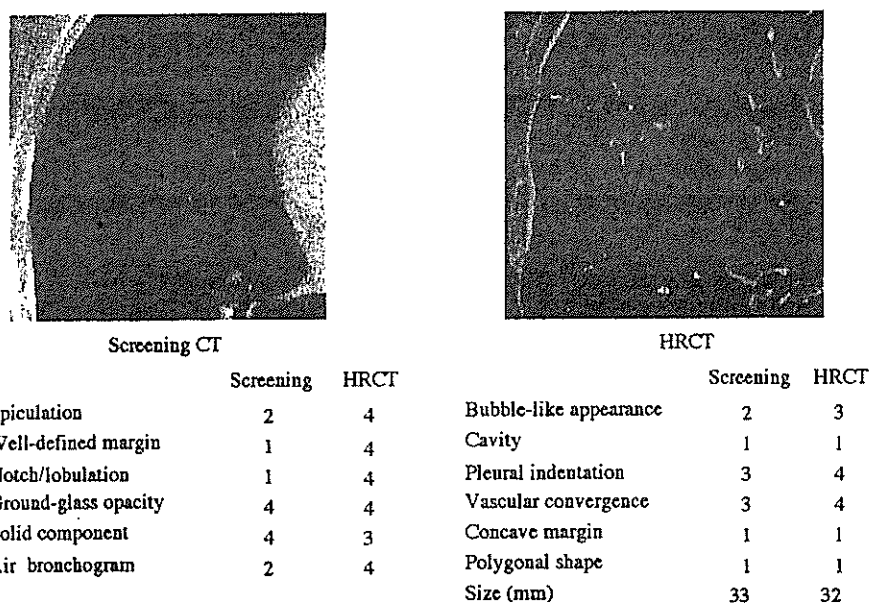 Screening CT
HRCT
Screening HRCT
piculation 2 4
Vell-defined margin 1 4
Notch/lobulation 1 4
Ground-glass opacity 4 4
olid component 4 3
ir bronchogram 2 4
Screening HRCT
Bubble-like appearance 2 3
Cavity 1 1
Pleural indentation 3 4
Vascular convergence 3 4
Concave margin 1 1
Polygonal shape 1 1
Size (mm) 33 32